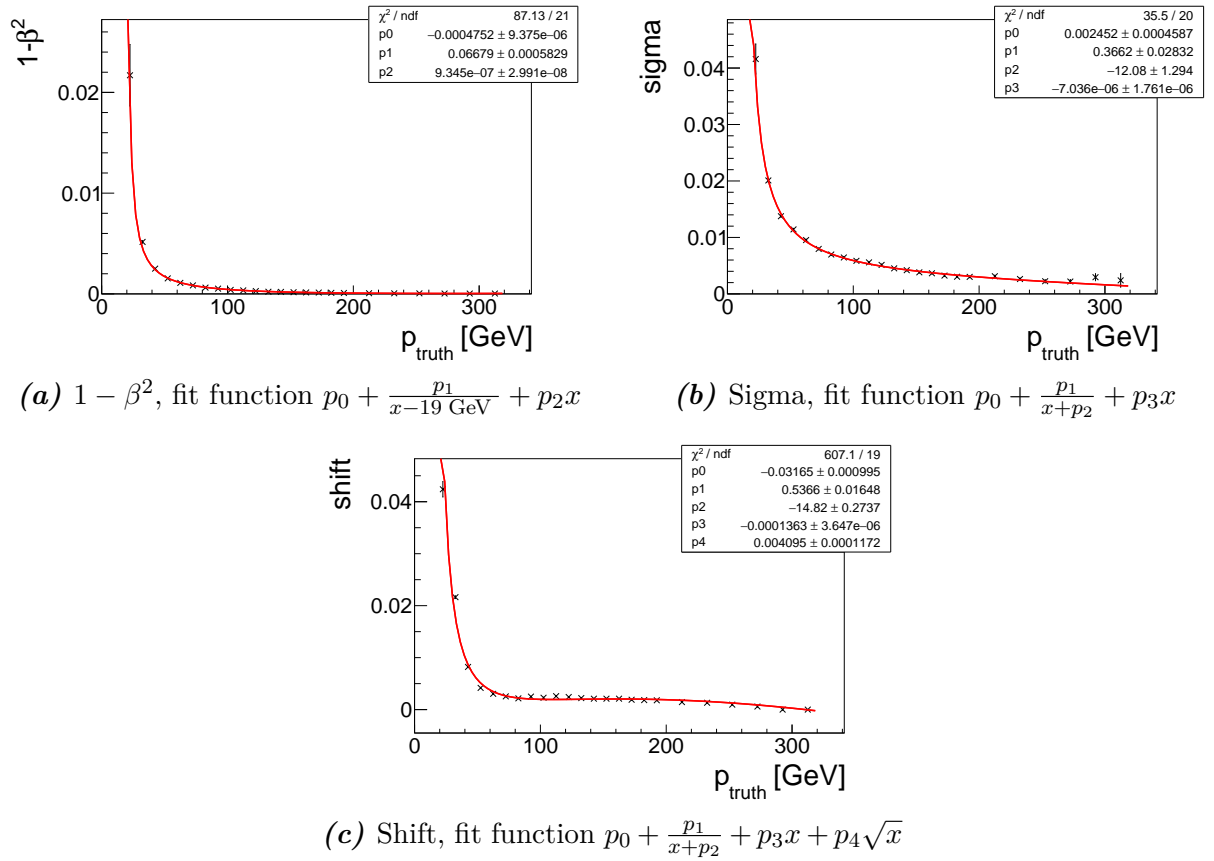 1-β²
χ² / ndf 87.13 / 21
p0 −0.0004752 ± 9.375e−06
p1 0.06679 ± 0.0005829
p2 9.345e−07 ± 2.991e−08
0.02
0.01
0
0 100 200 300
p_truth [GeV]
(a) 1 − β², fit function p₀ + p₁/(x−19 GeV) + p₂x
sigma
χ² / ndf 35.5 / 20
p0 0.002452 ± 0.0004587
p1 0.3662 ± 0.02832
p2 −12.08 ± 1.294
p3 −7.036e−06 ± 1.761e−06
0.04
0.03
0.02
0.01
0
0 100 200 300
p_truth [GeV]
(b) Sigma, fit function p₀ + p₁/(x+p₂) + p₃x
shift
χ² / ndf 607.1 / 19
p0 −0.03165 ± 0.000995
p1 0.5366 ± 0.01648
p2 −14.82 ± 0.2737
p3 −0.0001363 ± 3.647e−06
p4 0.004095 ± 0.0001172
0.04
0.02
0
0 100 200 300
p_truth [GeV]
(c) Shift, fit function p₀ + p₁/(x+p₂) + p₃x + p₄√x